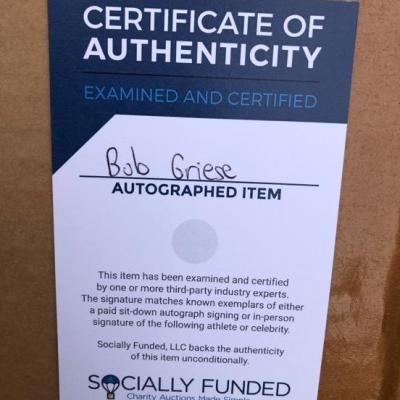 CERTIFICATE OF
AUTHENTICITY
EXAMINED AND CERTIFIED
Bob Griese
AUTOGRAPHED ITEM
This item has been examined and certified
by one or more third-party industry experts.
The signature matches known exemplars of either
a paid sit-down autograph signing or in-person
signature of the following athlete or celebrity.
Socially Funded, LLC backs the authenticity
of this item unconditionally.
SOCIALLY FUNDED
Charity Auctions Made Simple